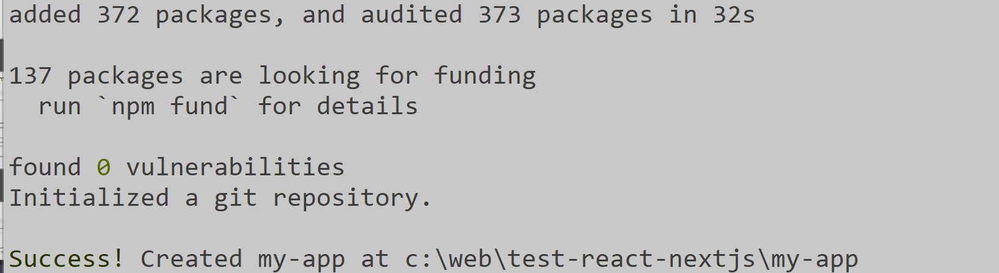 added 372 packages, and audited 373 packages in 32s
137 packages are looking for funding
  run `npm fund` for details
found 0 vulnerabilities
Initialized a git repository.
Success! Created my-app at c:\web\test-react-nextjs\my-app